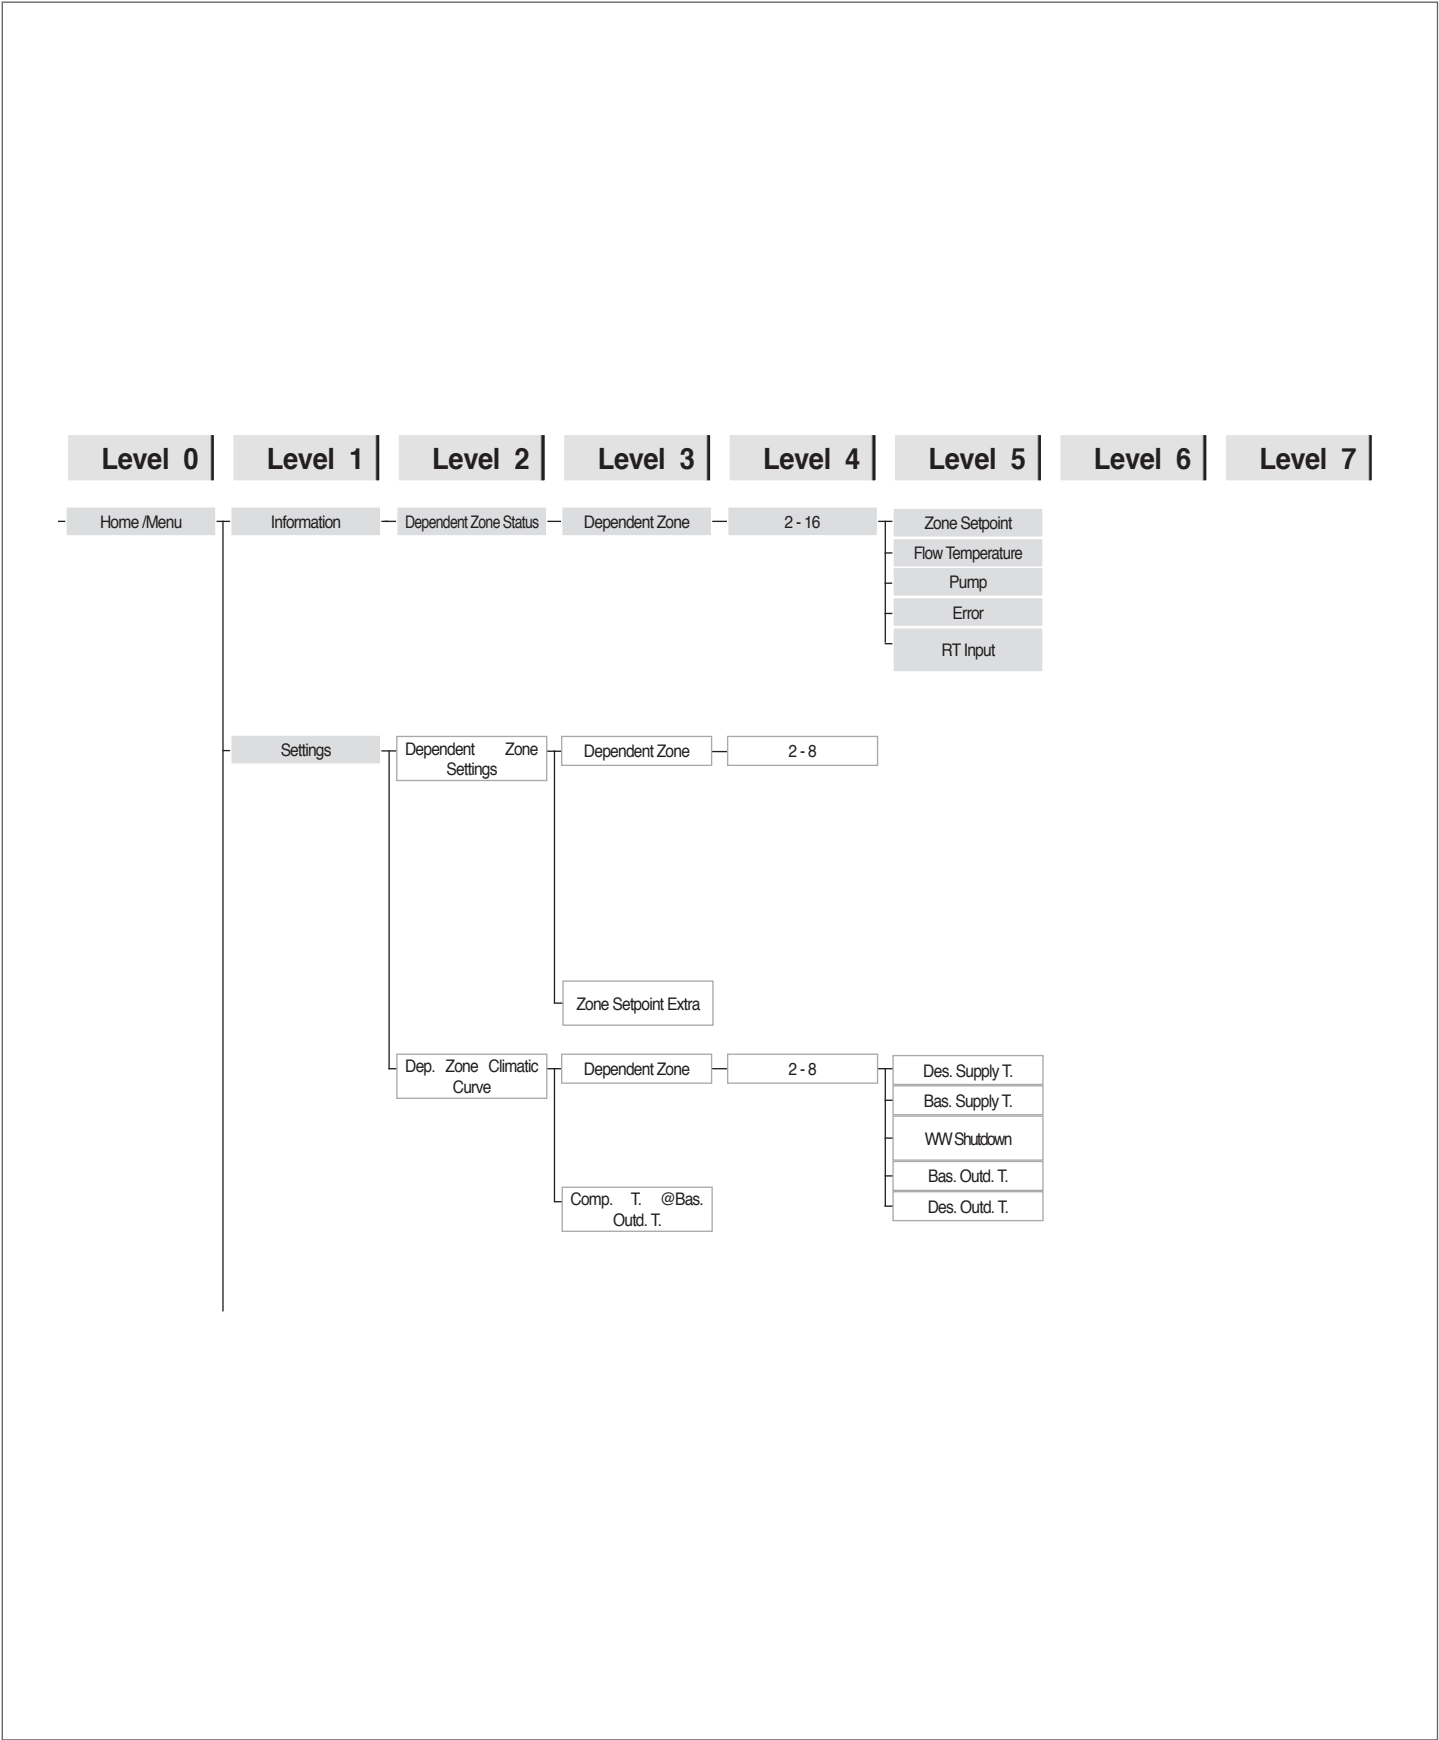 Level 0 Level 1 Level 2 Level 3 Level 4 Level 5 Level 6 Level 7
Home /Menu Information Dependent Zone Status Dependent Zone 2 - 16 Zone Setpoint
Flow Temperature
Pump
Error
RT Input
Settings Dependent Zone Dependent Zone 2 - 8
Settings
Zone Setpoint Extra
Dep. Zone Climatic Dependent Zone 2 - 8 Des. Supply T.
Curve
Bas. Supply T.
WW Shutdown
Bas. Outd. T.
Comp. T. @Bas. Des. Outd. T.
Outd. T.